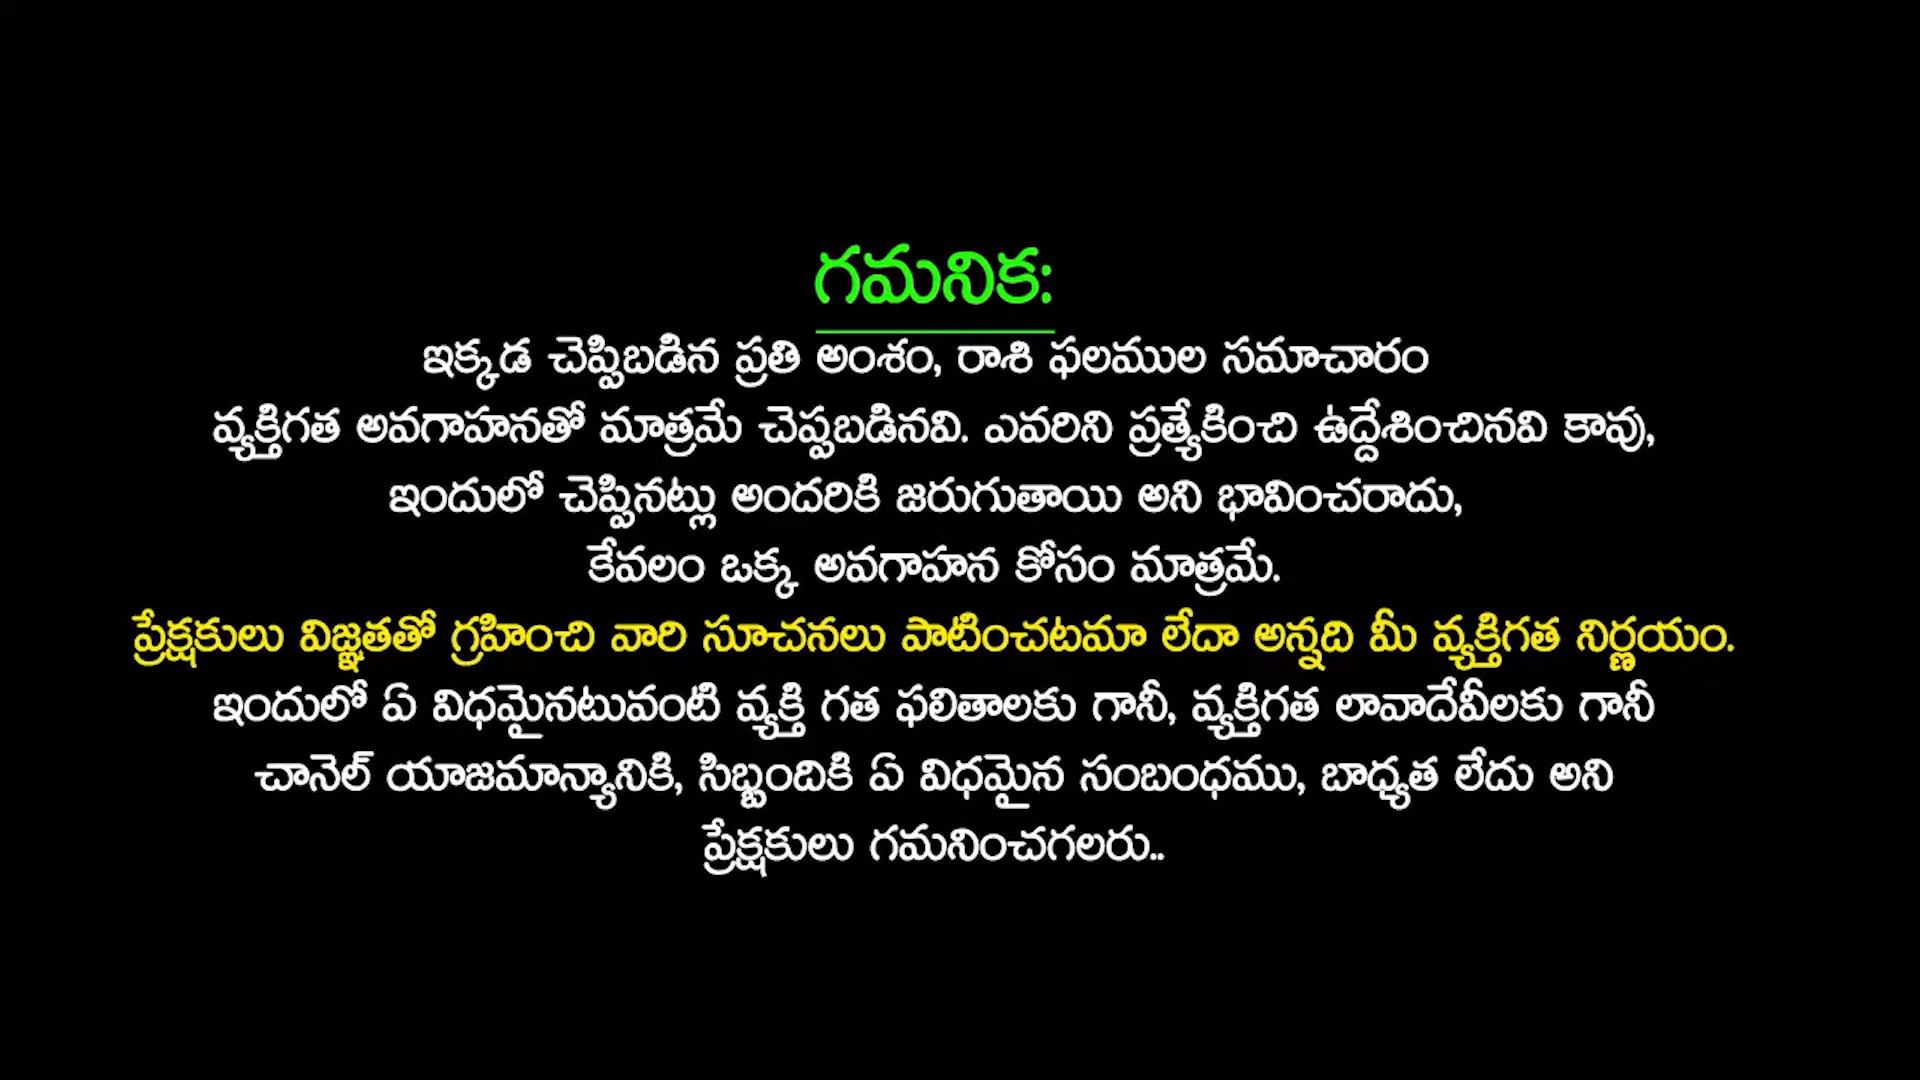 గమనిక:
ఇక్కడ చెప్పిబడిన ప్రతి అంశం, రాశి ఫలముల సమాచారం
వ్యక్తిగత అవగాహనతో మాత్రమే చెప్పబడినవి. ఎవరిని ప్రత్యేకించి ఉద్దేశించినవి కావు,
ఇందులో చెప్పినట్లు అందరికి జరుగుతాయి అని భావించరాదు,
కేవలం ఒక్క అవగాహన కోసం మాత్రమే.
ప్రేక్షకులు విజ్ఞతతో గ్రహించి వారి సూచనలు పాటించటమా లేదా అన్నది మీ వ్యక్తిగత నిర్ణయం.
ఇందులో ఏ విధమైనటువంటి వ్యక్తి గత ఫలితాలకు గానీ, వ్యక్తిగత లావాదేవీలకు గానీ
చానెల్ యాజమాన్యానికి, సిబ్బందికి ఏ విధమైన సంబంధము, బాధ్యత లేదు అని
ప్రేక్షకులు గమనించగలరు..